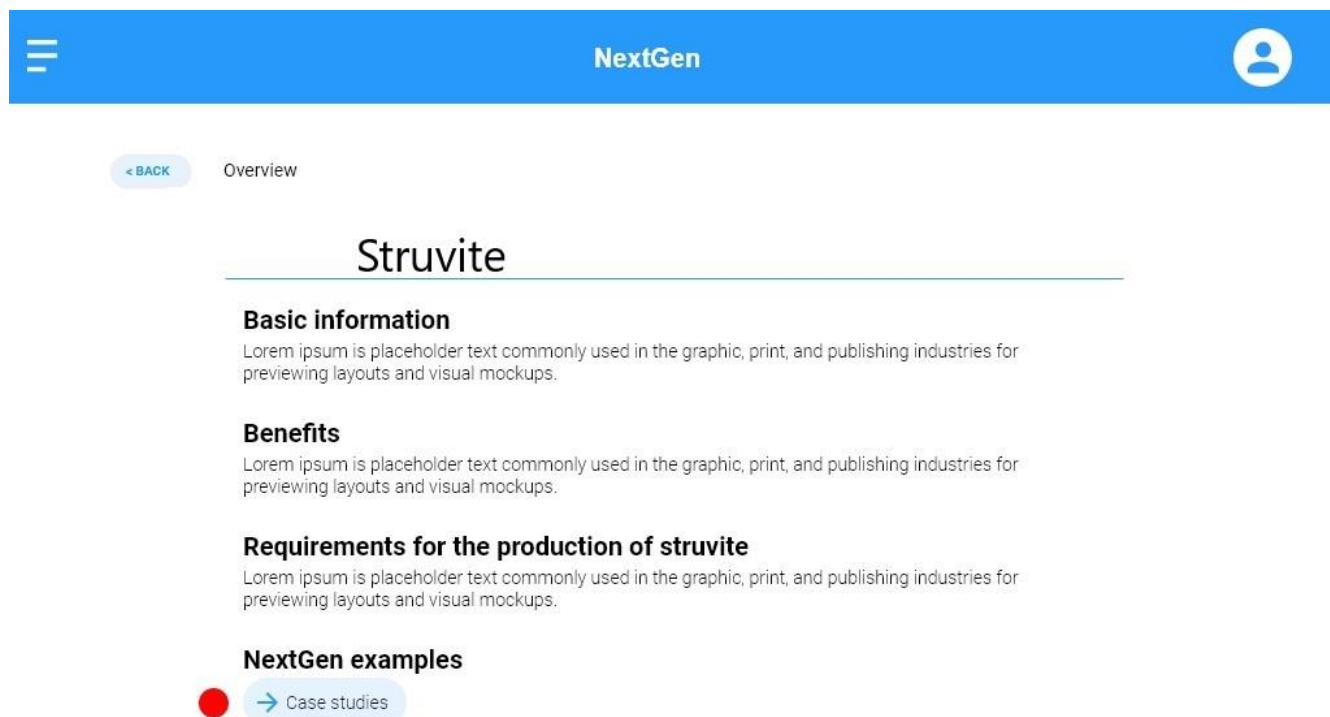 NextGen
< BACK
Overview
Struvite
Basic information
Lorem ipsum is placeholder text commonly used in the graphic, print, and publishing industries for
previewing layouts and visual mockups.
Benefits
Lorem ipsum is placeholder text commonly used in the graphic, print, and publishing industries for
previewing layouts and visual mockups.
Requirements for the production of struvite
Lorem ipsum is placeholder text commonly used in the graphic, print, and publishing industries for
previewing layouts and visual mockups.
NextGen examples
→ Case studies